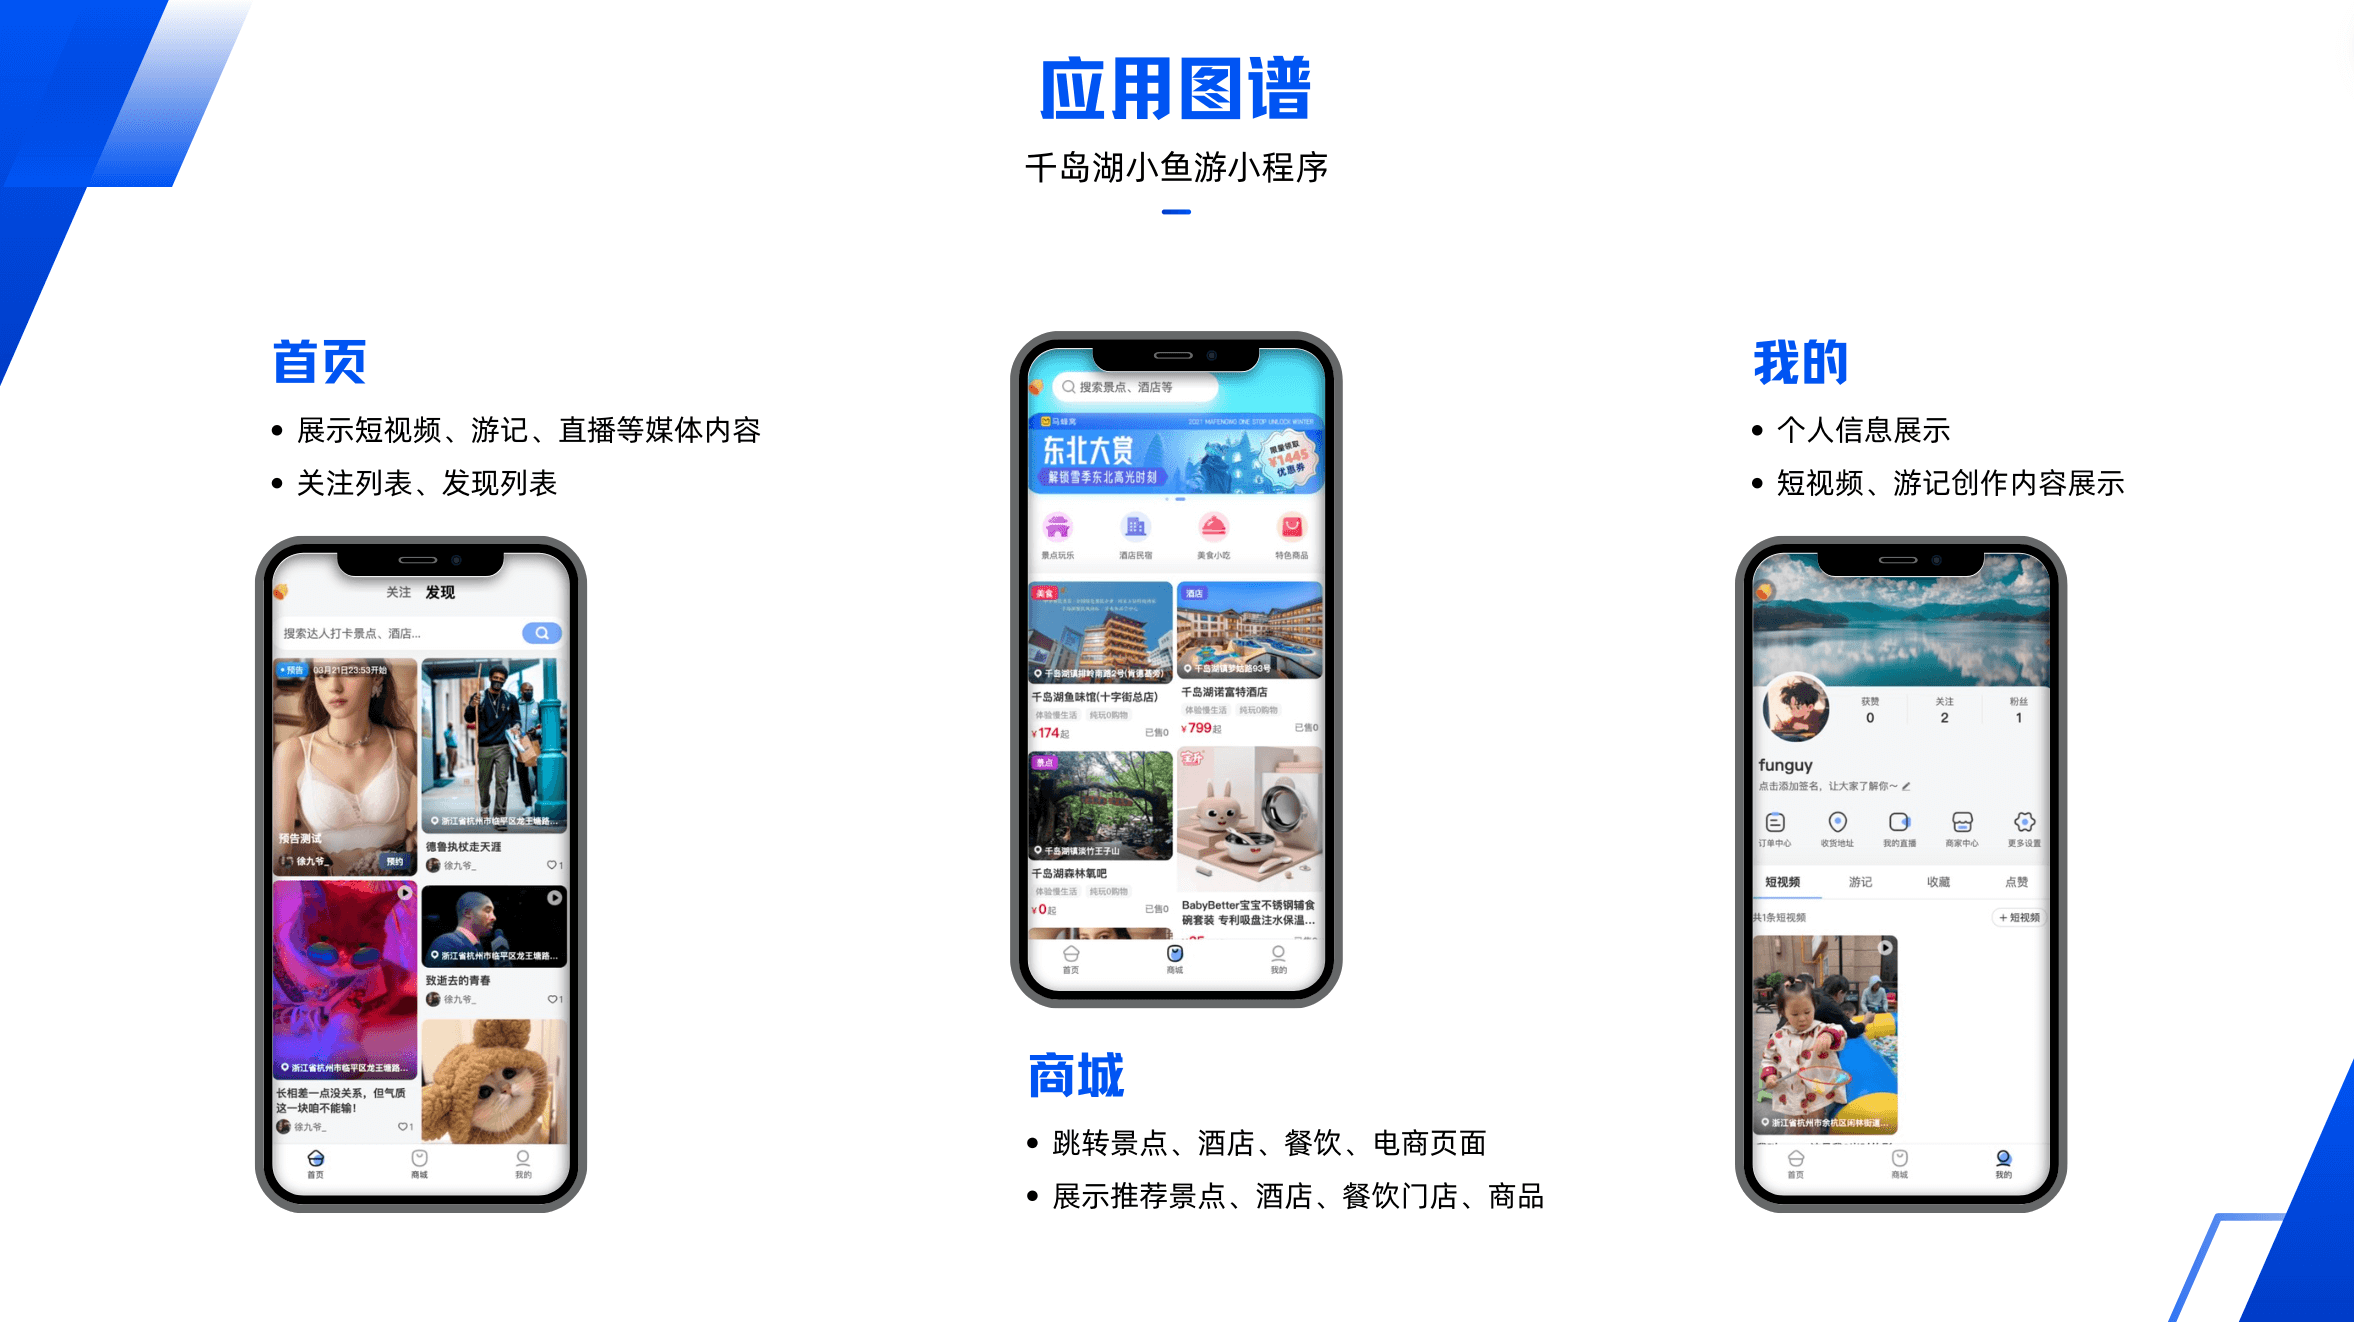 应用图谱
千岛湖小鱼游小程序
首页
展示短视频、游记、直播等媒体内容
关注列表、发现列表
关注 发现
搜索达人打卡景点、酒店...
预告 03月21日23:53开始
预告测试
徐九爷_ 预约
浙江省杭州市临平区龙王塘路...
德鲁执杖走天涯
徐九爷_ 1
浙江省杭州市临平区龙王塘路...
长相差一点没关系，但气质
这一块咱不能输！
徐九爷_ 1
浙江省杭州市临平区龙王塘路...
致逝去的青春
徐九爷_ 1
首页 商城 我的
搜索景点、酒店等
马蜂窝
2021 MAFENGWO ONE STOP UNLOCK WINTER
东北大赏
解锁雪季东北高光时刻
限量领取
¥1445
优惠券
景点玩乐 酒店民宿 美食小吃 特色商品
美食
千岛湖镇排岭南路2号(肯德基旁)
千岛湖鱼味馆(十字街总店)
体验慢生活 纯玩0购物
¥174起 已售0
酒店
千岛湖镇梦姑路93号
千岛湖诺富特酒店
体验慢生活 纯玩0购物
¥799起 已售0
景点
千岛湖镇淡竹王子山
千岛湖森林氧吧
体验慢生活 纯玩0购物
¥0起 已售0
BabyBetter宝宝不锈钢辅食
碗套装 专利吸盘注水保温...
首页 商城 我的
商城
跳转景点、酒店、餐饮、电商页面
展示推荐景点、酒店、餐饮门店、商品
我的
个人信息展示
短视频、游记创作内容展示
获赞 关注 粉丝
0 2 1
funguy
点击添加签名，让大家了解你～
订单中心 收货地址 我的直播 商家中心 更多设置
短视频 游记 收藏 点赞
共1条短视频 + 短视频
浙江省杭州市余杭区闲林街道...
首页 商城 我的